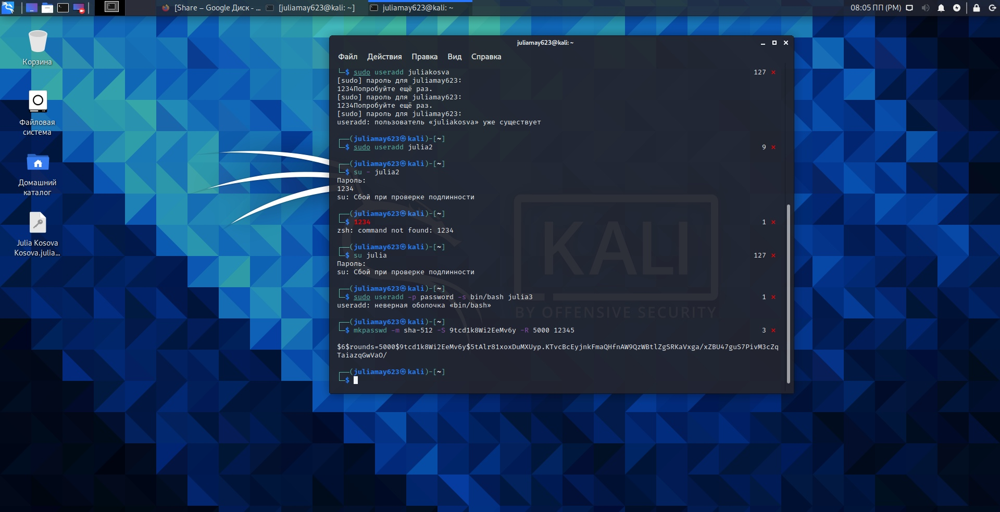 [Share – Google Диск - ...
[juliamay623@kali: ~]
juliamay623@kali: ~
08:05 ПП (PM)
Корзина
Файловая
система
Домашний
каталог
Julia Kosova
Kosova.julia...
juliamay623@kali: ~
Файл Действия Правка Вид Справка
└─$ sudo useradd juliakosva 127 ×
[sudo] пароль для juliamay623:
1234Попробуйте ещё раз.
[sudo] пароль для juliamay623:
1234Попробуйте ещё раз.
[sudo] пароль для juliamay623:
useradd: пользователь «juliakosva» уже существует
┌──(juliamay623㉿kali)-[~]
└─$ sudo useradd julia2 9 ×
┌──(juliamay623㉿kali)-[~]
└─$ su - julia2
Пароль:
1234
su: Сбой при проверке подлинности
┌──(juliamay623㉿kali)-[~]
└─$ 1234 1 ×
zsh: command not found: 1234
┌──(juliamay623㉿kali)-[~]
└─$ su julia 127 ×
Пароль:
su: Сбой при проверке подлинности
┌──(juliamay623㉿kali)-[~]
└─$ sudo useradd -p password -s bin/bash julia3 1 ×
useradd: неверная оболочка «bin/bash»
┌──(juliamay623㉿kali)-[~]
└─$ mkpasswd -m sha-512 -S 9tcd1k8Wi2EeMv6y -R 5000 12345 3 ×
$6$rounds=5000$9tcd1k8Wi2EeMv6y$5tAlr81xoxDuMXUyp.KTvcBcEyjnkFmaQHfnAW9QzWBtlZgSRKaVxga/xZBU47guS7PivM3cZq
TaiazqGwVaO/
┌──(juliamay623㉿kali)-[~]
└─$
KALI
BY OFFENSIVE SECURITY